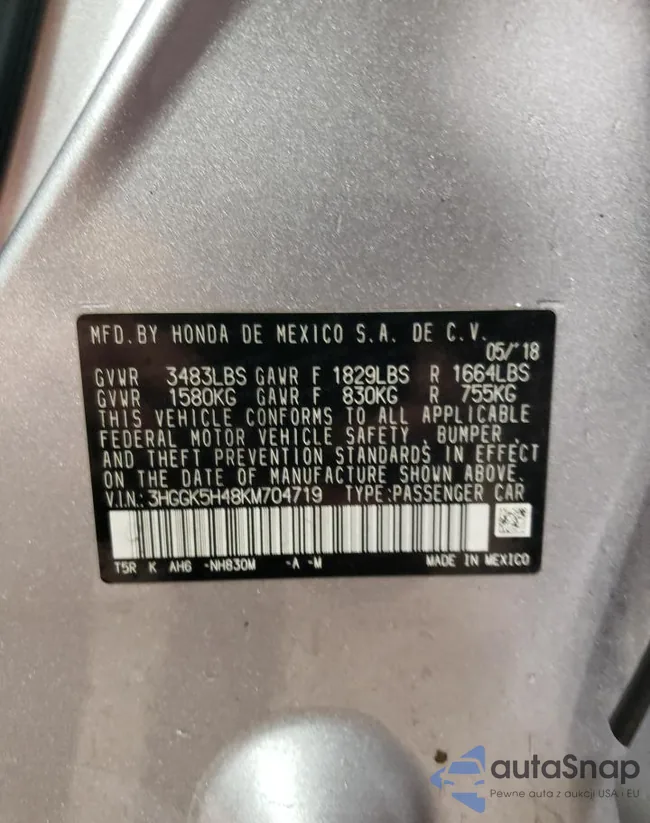 MFD. BY HONDA DE MEXICO S.A. DE C.V.
05/'18
GVWR 3483LBS GAWR F 1829LBS R 1664LBS
GVWR 1580KG GAWR F 830KG R 755KG
THIS VEHICLE CONFORMS TO ALL APPLICABLE
FEDERAL MOTOR VEHICLE SAFETY, BUMPER,
AND THEFT PREVENTION STANDARDS IN EFFECT
ON THE DATE OF MANUFACTURE SHOWN ABOVE.
V.I.N.: 3HGGK5H48KM704719 TYPE:PASSENGER CAR
T5R K AH6 -NH830M -A -M MADE IN MEXICO
autaSnap
Pewne auta z aukcji USA i EU